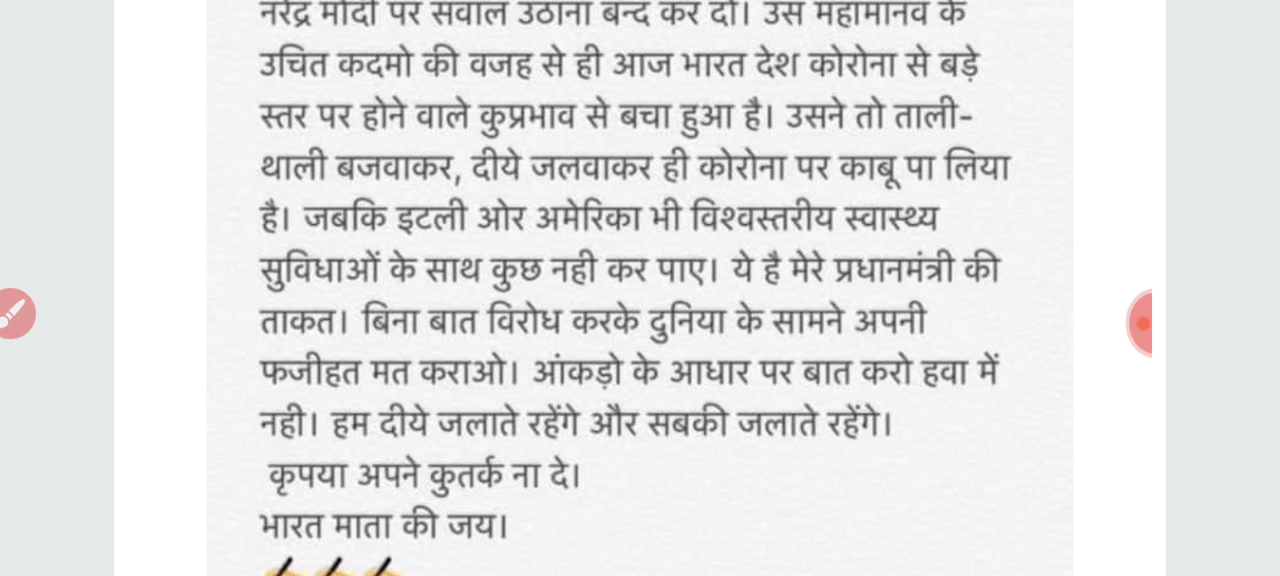 नरेंद्र मोदी पर सवाल उठाना बन्द कर दो। उस महामानव के
उचित कदमो की वजह से ही आज भारत देश कोरोना से बड़े
स्तर पर होने वाले कुप्रभाव से बचा हुआ है। उसने तो ताली-
थाली बजवाकर, दीये जलवाकर ही कोरोना पर काबू पा लिया
है। जबकि इटली ओर अमेरिका भी विश्वस्तरीय स्वास्थ्य
सुविधाओं के साथ कुछ नही कर पाए। ये है मेरे प्रधानमंत्री की
ताकत। बिना बात विरोध करके दुनिया के सामने अपनी
फजीहत मत कराओ। आंकड़ो के आधार पर बात करो हवा में
नही। हम दीये जलाते रहेंगे और सबकी जलाते रहेंगे।
कृपया अपने कुतर्क ना दे।
भारत माता की जय।